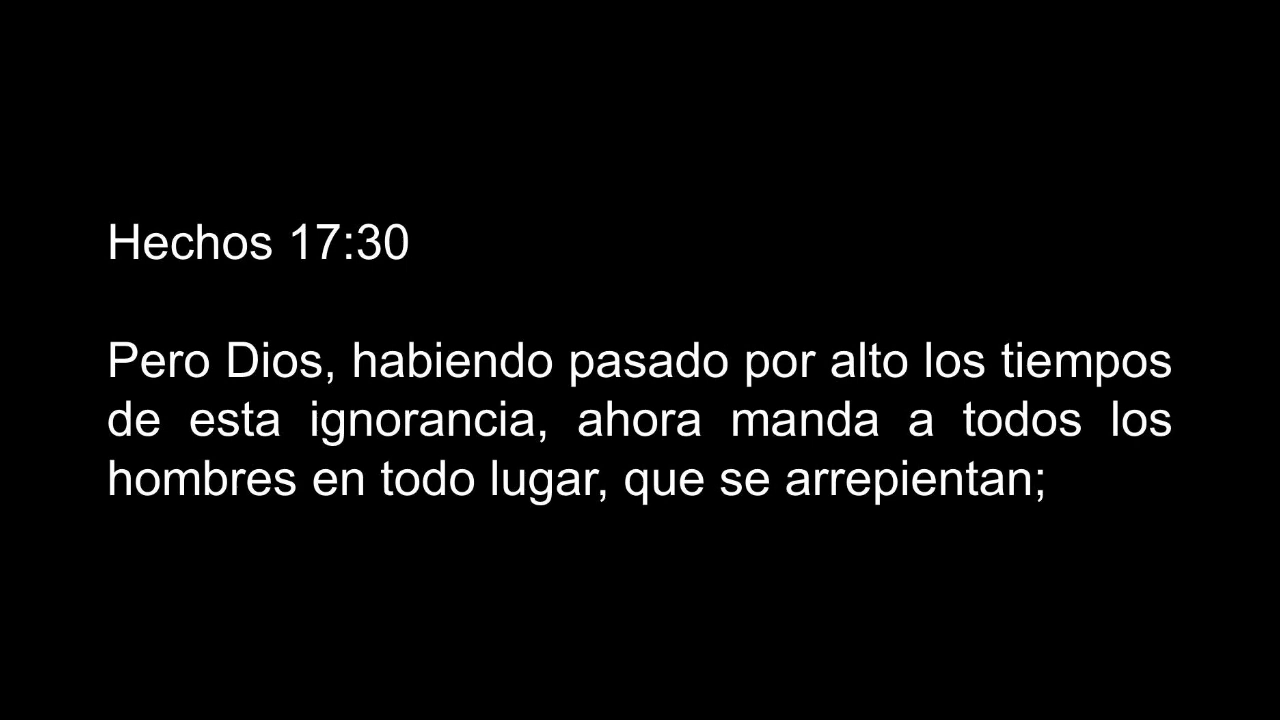 Hechos 17:30
Pero Dios, habiendo pasado por alto los tiempos
de esta ignorancia, ahora manda a todos los
hombres en todo lugar, que se arrepientan;